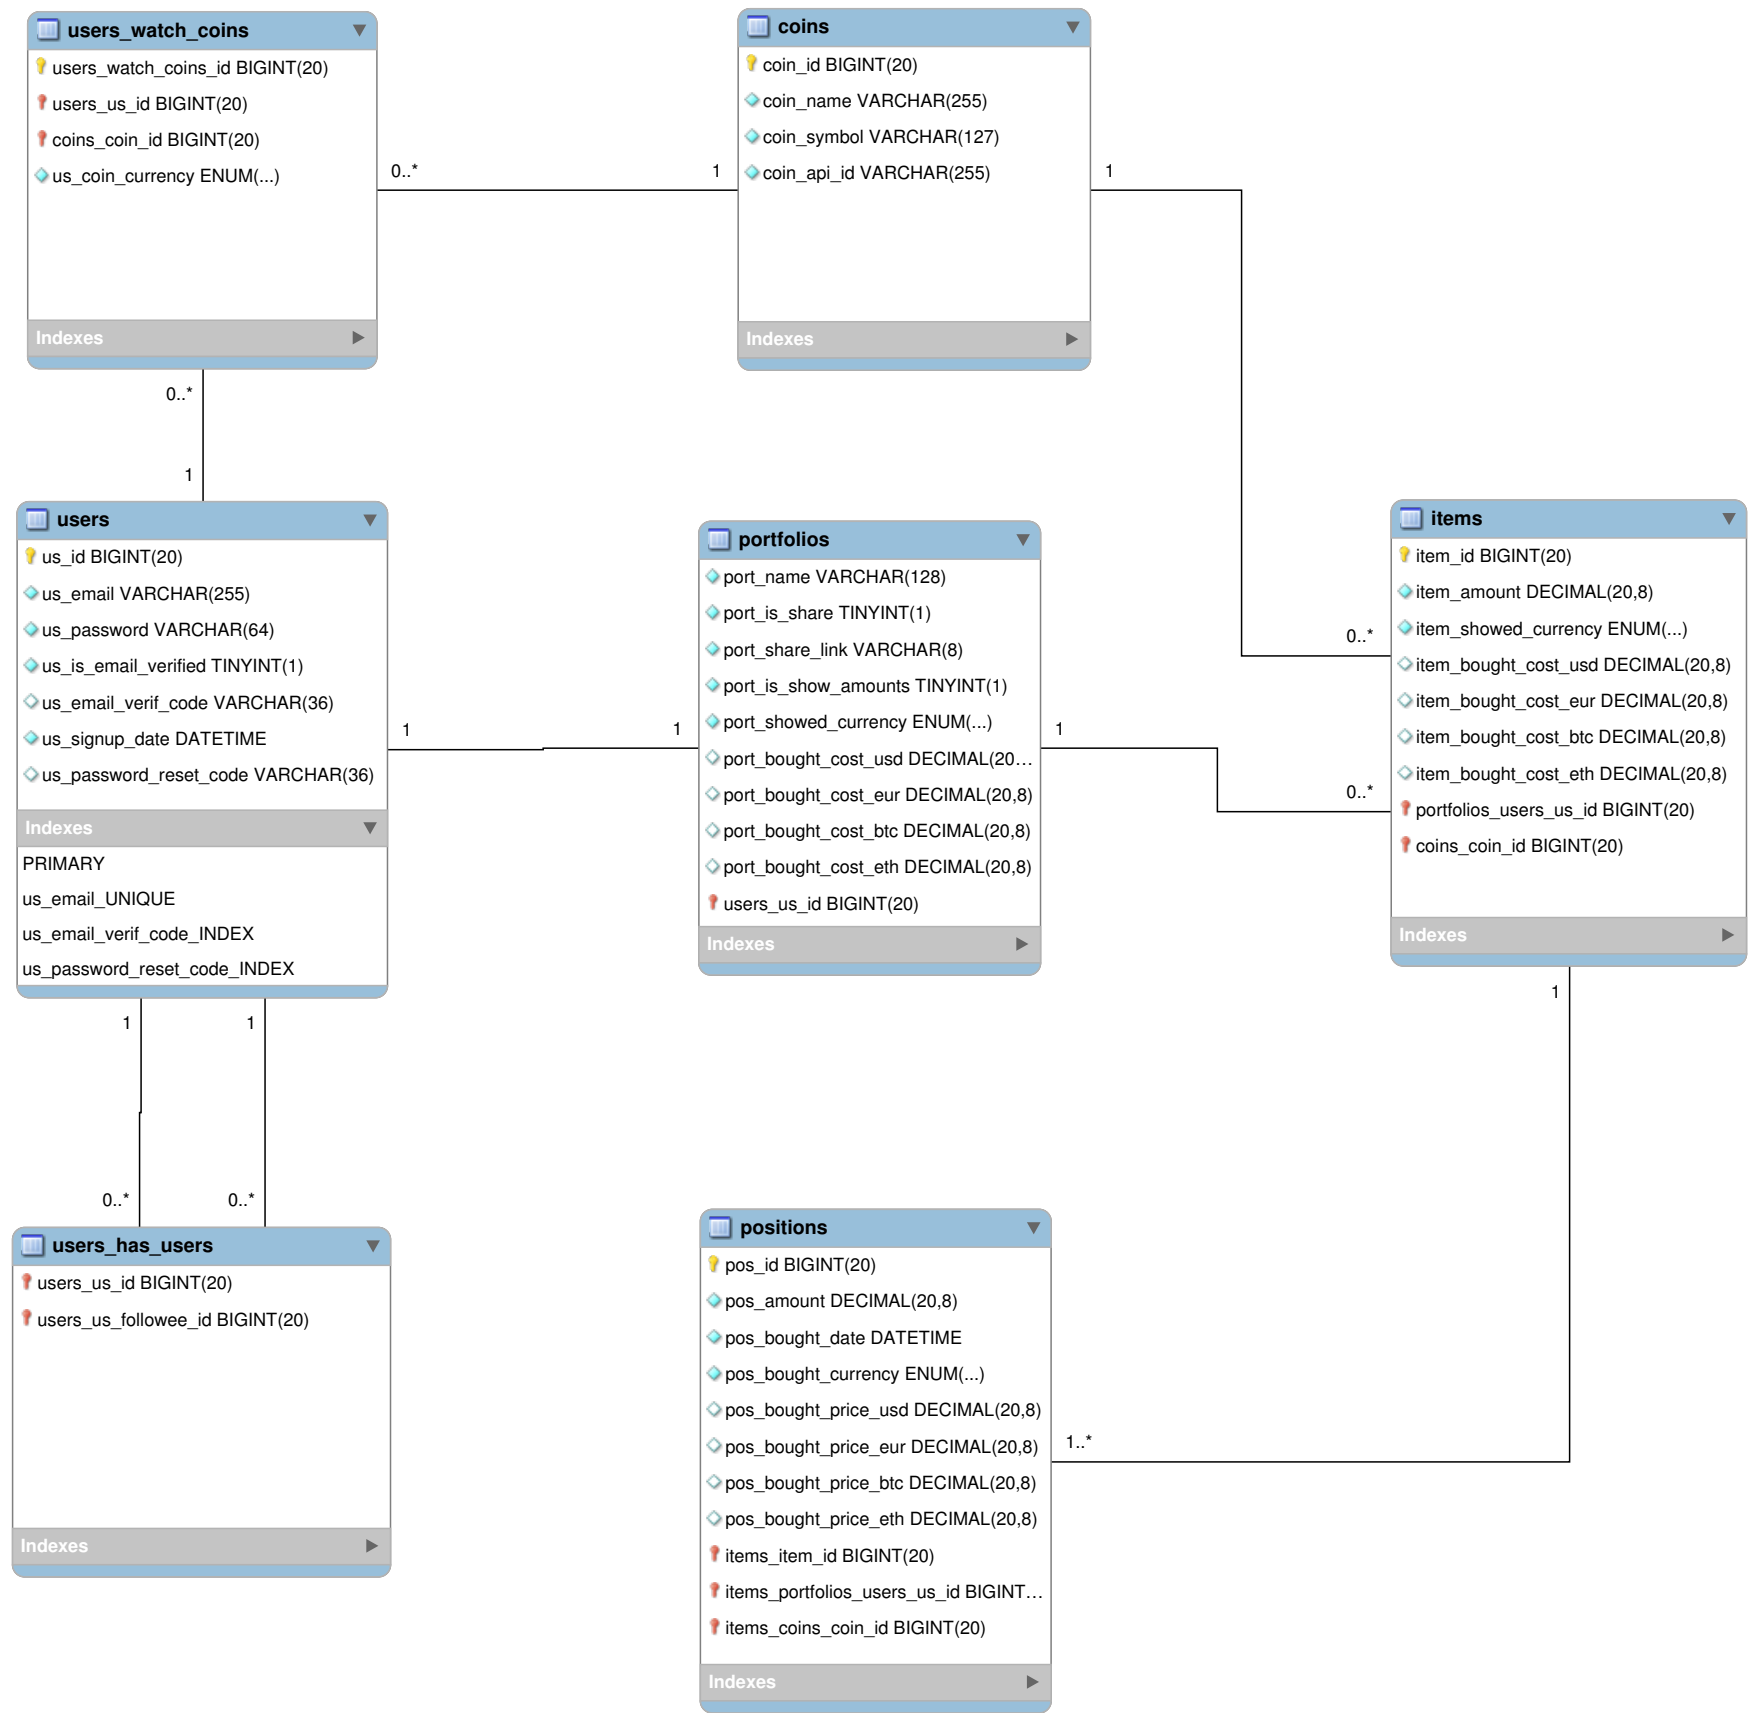 users_watch_coins
users_watch_coins_id BIGINT(20)
users_us_id BIGINT(20)
coins_coin_id BIGINT(20)
us_coin_currency ENUM(...)
Indexes
coins
coin_id BIGINT(20)
coin_name VARCHAR(255)
coin_symbol VARCHAR(127)
coin_api_id VARCHAR(255)
Indexes
0..*
1
1
0..*
1
users
us_id BIGINT(20)
us_email VARCHAR(255)
us_password VARCHAR(64)
us_is_email_verified TINYINT(1)
us_email_verif_code VARCHAR(36)
us_signup_date DATETIME
us_password_reset_code VARCHAR(36)
Indexes
PRIMARY
us_email_UNIQUE
us_email_verif_code_INDEX
us_password_reset_code_INDEX
1
1
portfolios
port_name VARCHAR(128)
port_is_share TINYINT(1)
port_share_link VARCHAR(8)
port_is_show_amounts TINYINT(1)
port_showed_currency ENUM(...)
port_bought_cost_usd DECIMAL(20...
port_bought_cost_eur DECIMAL(20,8)
port_bought_cost_btc DECIMAL(20,8)
port_bought_cost_eth DECIMAL(20,8)
users_us_id BIGINT(20)
Indexes
1
0..*
0..*
items
item_id BIGINT(20)
item_amount DECIMAL(20,8)
item_showed_currency ENUM(...)
item_bought_cost_usd DECIMAL(20,8)
item_bought_cost_eur DECIMAL(20,8)
item_bought_cost_btc DECIMAL(20,8)
item_bought_cost_eth DECIMAL(20,8)
portfolios_users_us_id BIGINT(20)
coins_coin_id BIGINT(20)
Indexes
1
1
1
0..*
0..*
users_has_users
users_us_id BIGINT(20)
users_us_followee_id BIGINT(20)
Indexes
positions
pos_id BIGINT(20)
pos_amount DECIMAL(20,8)
pos_bought_date DATETIME
pos_bought_currency ENUM(...)
pos_bought_price_usd DECIMAL(20,8)
pos_bought_price_eur DECIMAL(20,8)
pos_bought_price_btc DECIMAL(20,8)
pos_bought_price_eth DECIMAL(20,8)
items_item_id BIGINT(20)
items_portfolios_users_us_id BIGINT...
items_coins_coin_id BIGINT(20)
Indexes
1..*